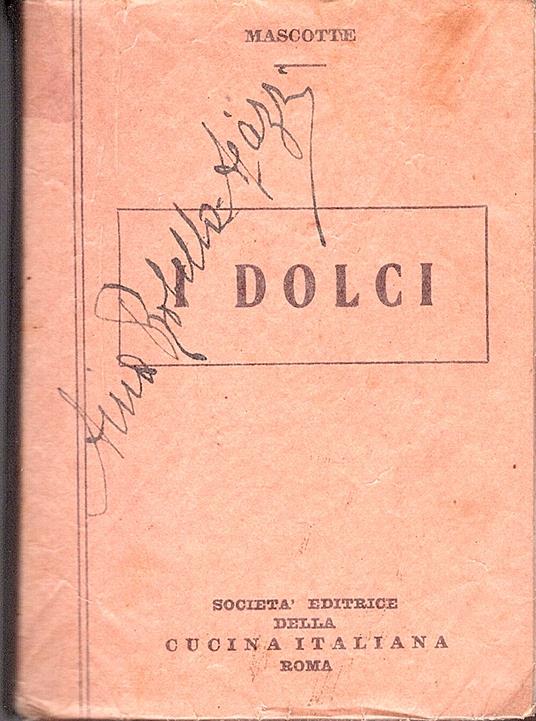 MASCOTTE
I DOLCI
SOCIETA' EDITRICE
DELLA
CUCINA ITALIANA
ROMA